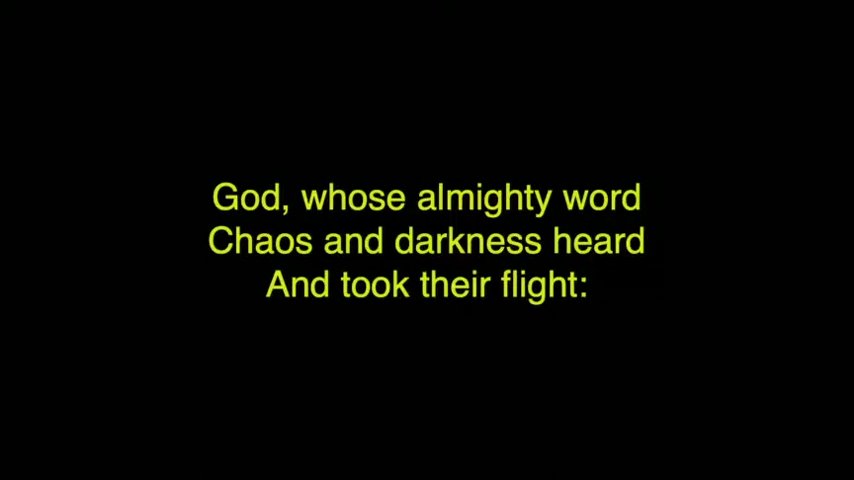 God, whose almighty word
Chaos and darkness heard
And took their flight: